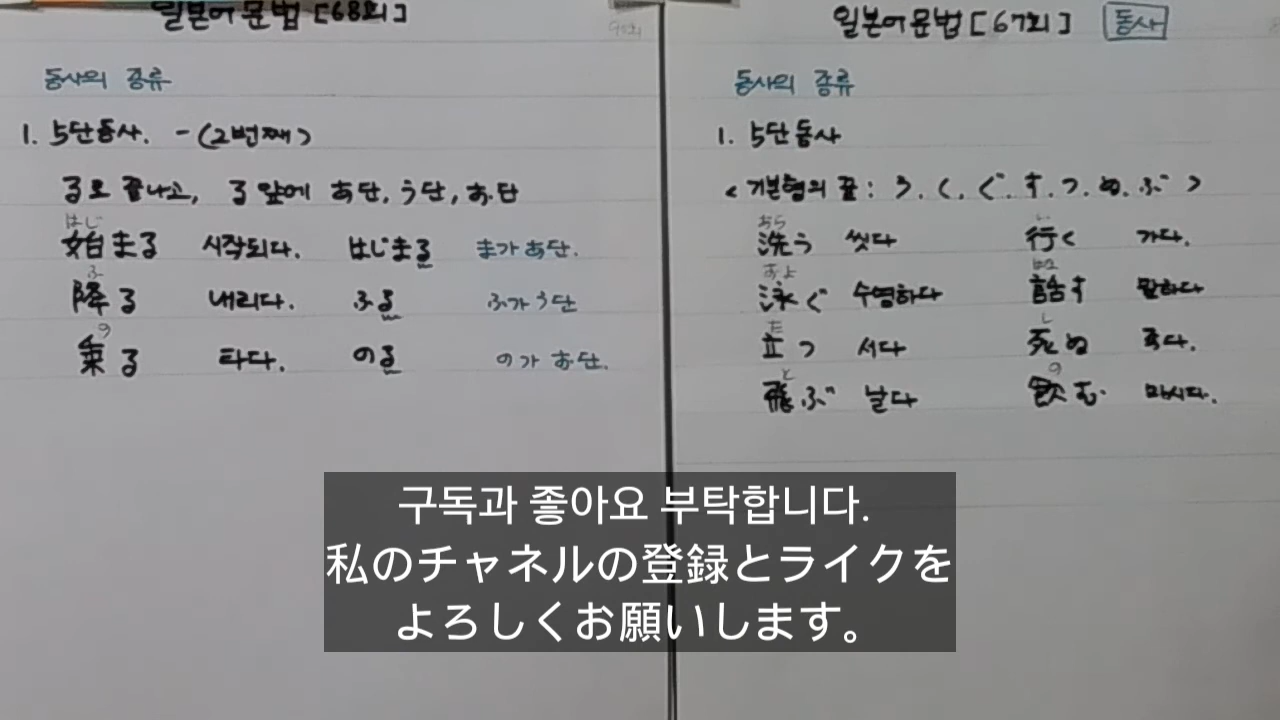 일본어 문법 [68회]
동사의 종류
1. 5단동사. - (2번째)
る로 끝나고, る 앞에 あ단, う단, お단
はじ
始まる 시작되다. はじまる まが あ단.
ふ
降る 내리다. ふる ふが う단
の
乗る 타다. のる のが お단.
일본어 문법 [67회] 동사
동사의 종류
1. 5단동사
< 기본형의 끝: う. く. ぐ. す. つ. ぬ. ぶ >
あら い
洗う 씻다 行く 가다.
およ はな
泳ぐ 수영하다 話す 말하다
た し
立つ 서다 死ぬ 죽다.
と の
飛ぶ 날다 飲む 마시다.
구독과 좋아요 부탁합니다.
私のチャネルの登録とライクを
よろしくお願いします。